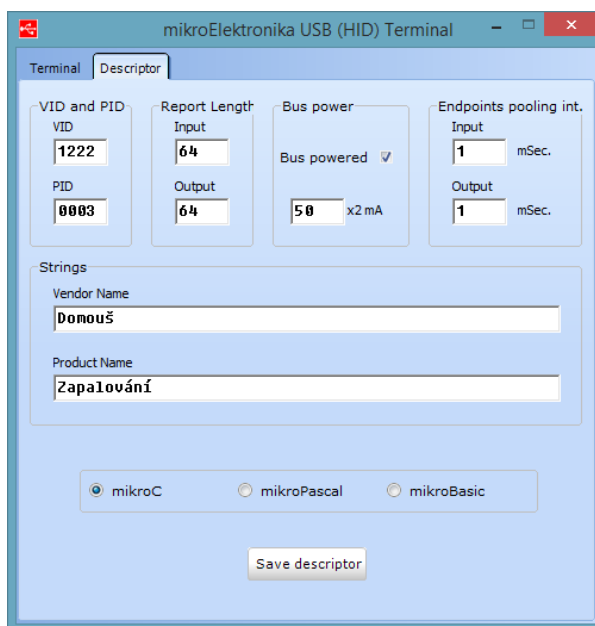 mikroElektronika USB (HID) Terminal
Terminal Descriptor
VID and PID Report Length Bus power Endpoints pooling int.
VID Input Input
1222 64 Bus powered 1 mSec.
PID Output Output
0003 64 50 x2 mA 1 mSec.
Strings
Vendor Name
Domouš
Product Name
Zapalování
mikroC mikroPascal mikroBasic
Save descriptor